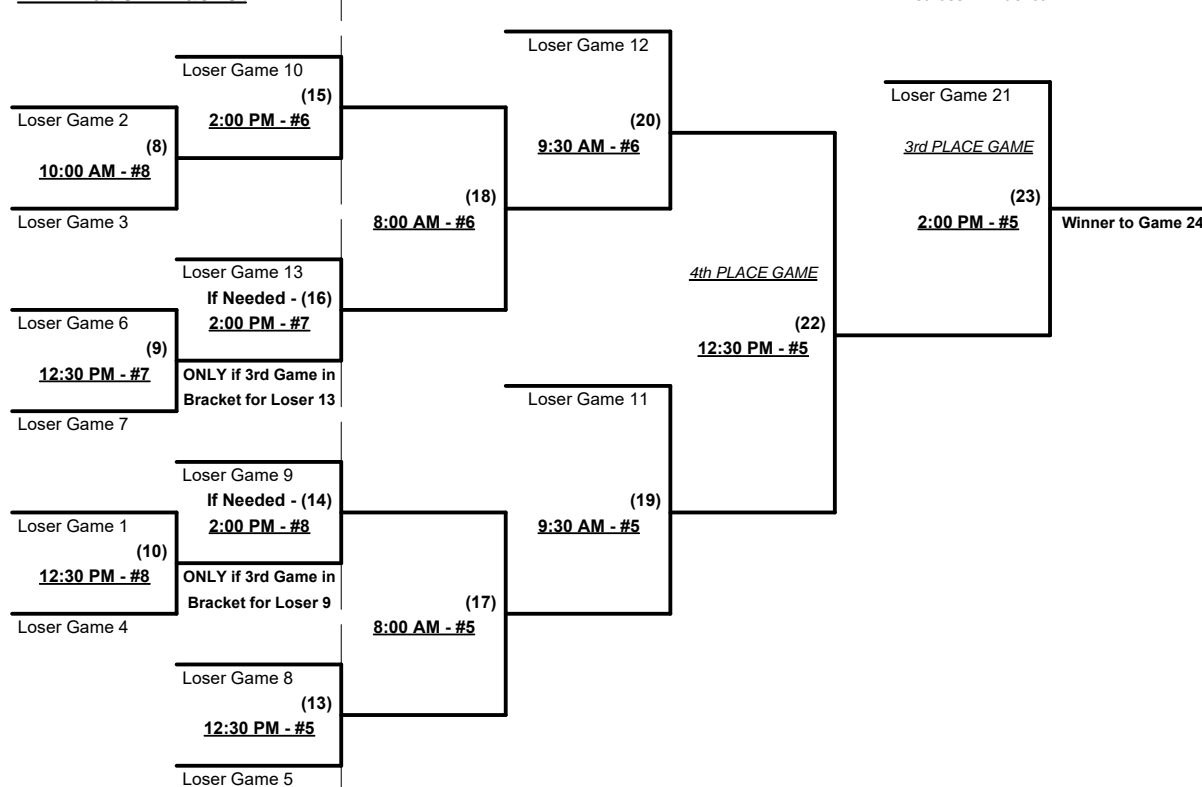 Loser Game 12
Loser Game 10
(15)
2:00 PM - #6
Loser Game 21
Loser Game 2
(8)
10:00 AM - #8
(20)
9:30 AM - #6
3rd PLACE GAME
Loser Game 3
(18)
8:00 AM - #6
(23)
2:00 PM - #5
Winner to Game 24
Loser Game 13
If Needed - (16)
2:00 PM - #7
4th PLACE GAME
Loser Game 6
(9)
12:30 PM - #7
(22)
12:30 PM - #5
ONLY if 3rd Game in
Bracket for Loser 13
Loser Game 11
Loser Game 7
Loser Game 9
If Needed - (14)
2:00 PM - #8
(19)
9:30 AM - #5
Loser Game 1
(10)
12:30 PM - #8
ONLY if 3rd Game in
Bracket for Loser 9
(17)
8:00 AM - #5
Loser Game 4
Loser Game 8
(13)
12:30 PM - #5
Loser Game 5